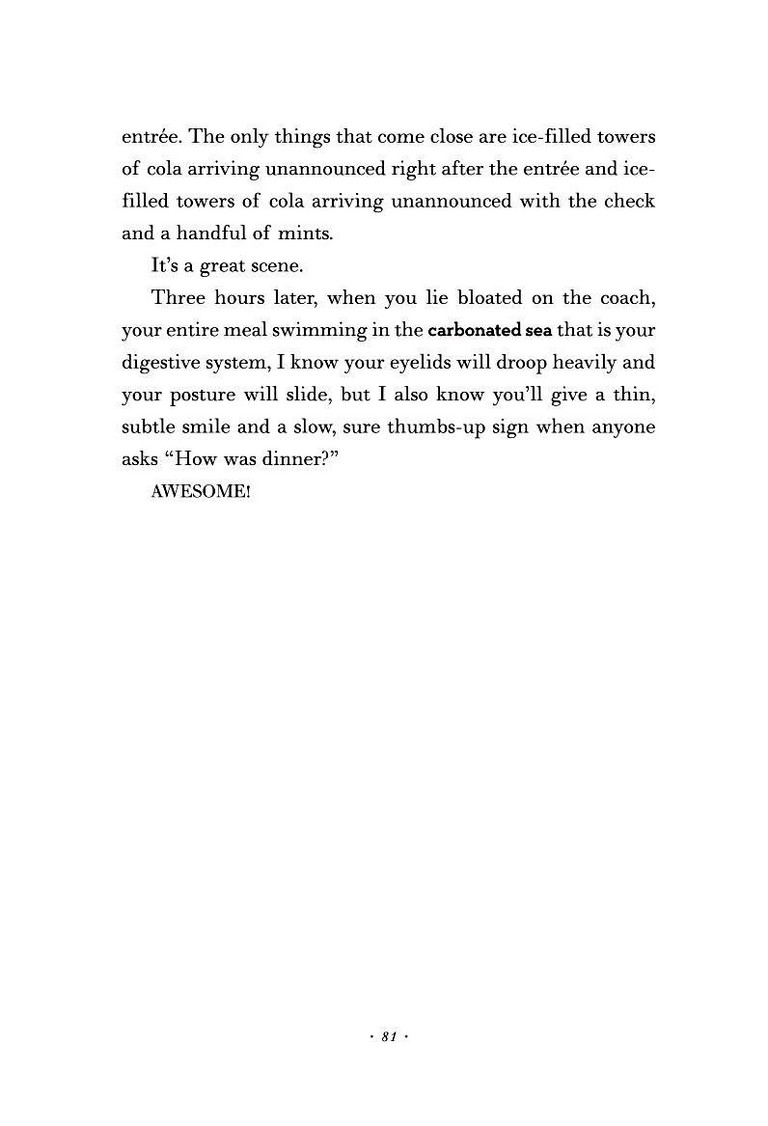 entrée. The only things that come close are ice-filled towers
of cola arriving unannounced right after the entrée and ice-
filled towers of cola arriving unannounced with the check
and a handful of mints.
It's a great scene.
Three hours later, when you lie bloated on the coach,
your entire meal swimming in the carbonated sea that is your
digestive system, I know your eyelids will droop heavily and
your posture will slide, but I also know you'll give a thin,
subtle smile and a slow, sure thumbs-up sign when anyone
asks “How was dinner?”
AWESOME!
· 81 ·